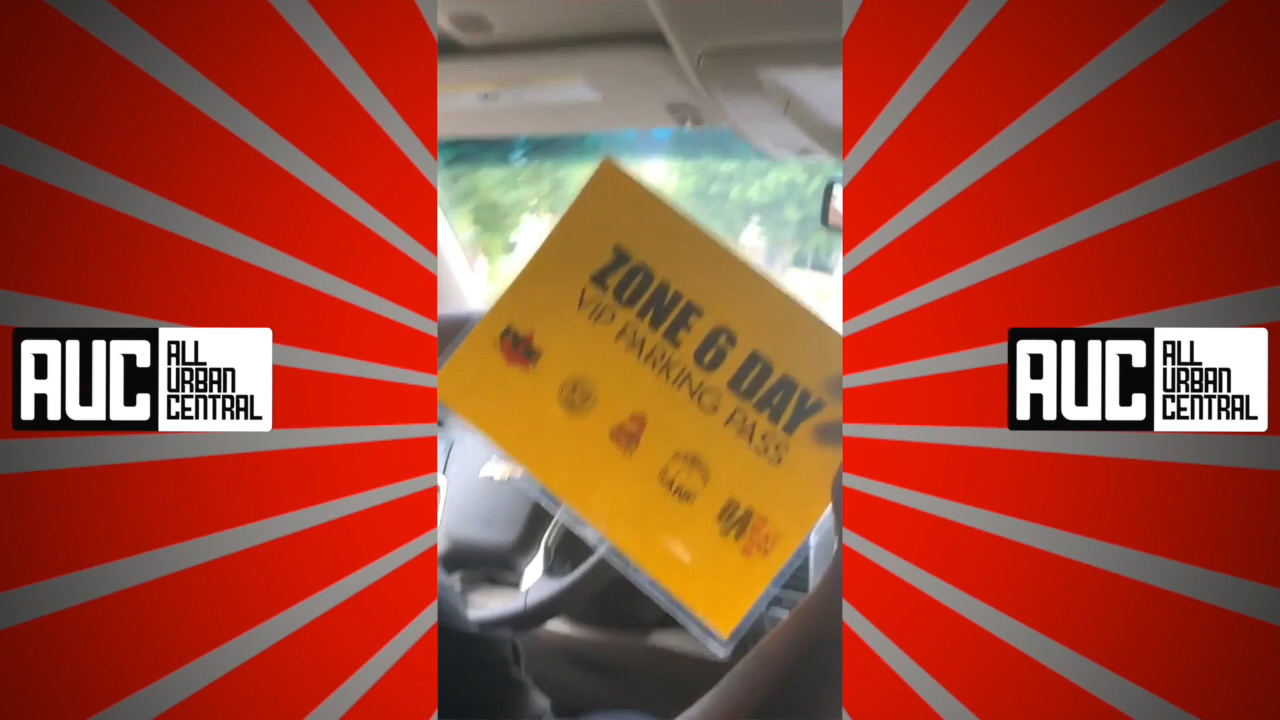 AUC ALL
URBAN
CENTRAL
ZONE 6 DAY
VIP PARKING PASS
AUC ALL
URBAN
CENTRAL